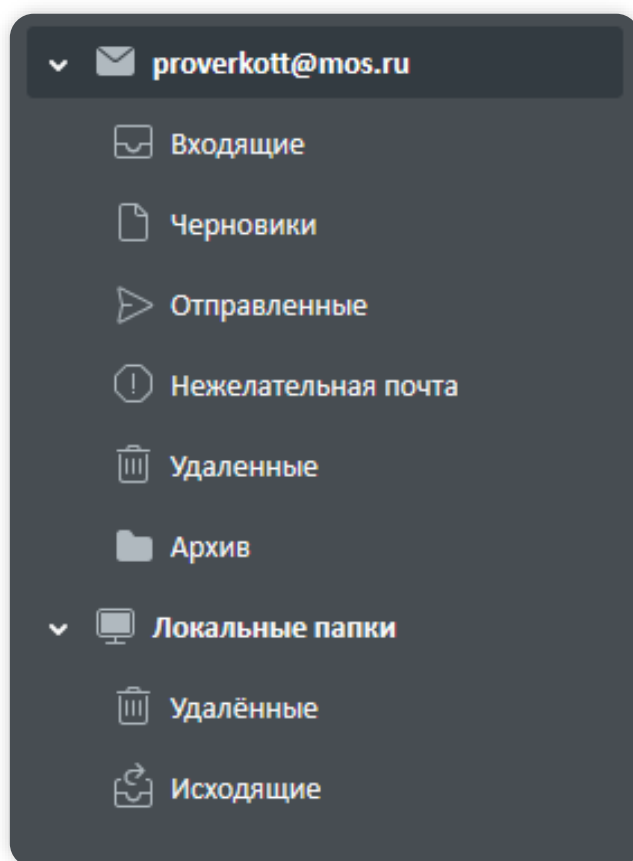 proverkott@mos.ru
Входящие
Черновики
Отправленные
Нежелательная почта
Удаленные
Архив
Локальные папки
Удалённые
Исходящие